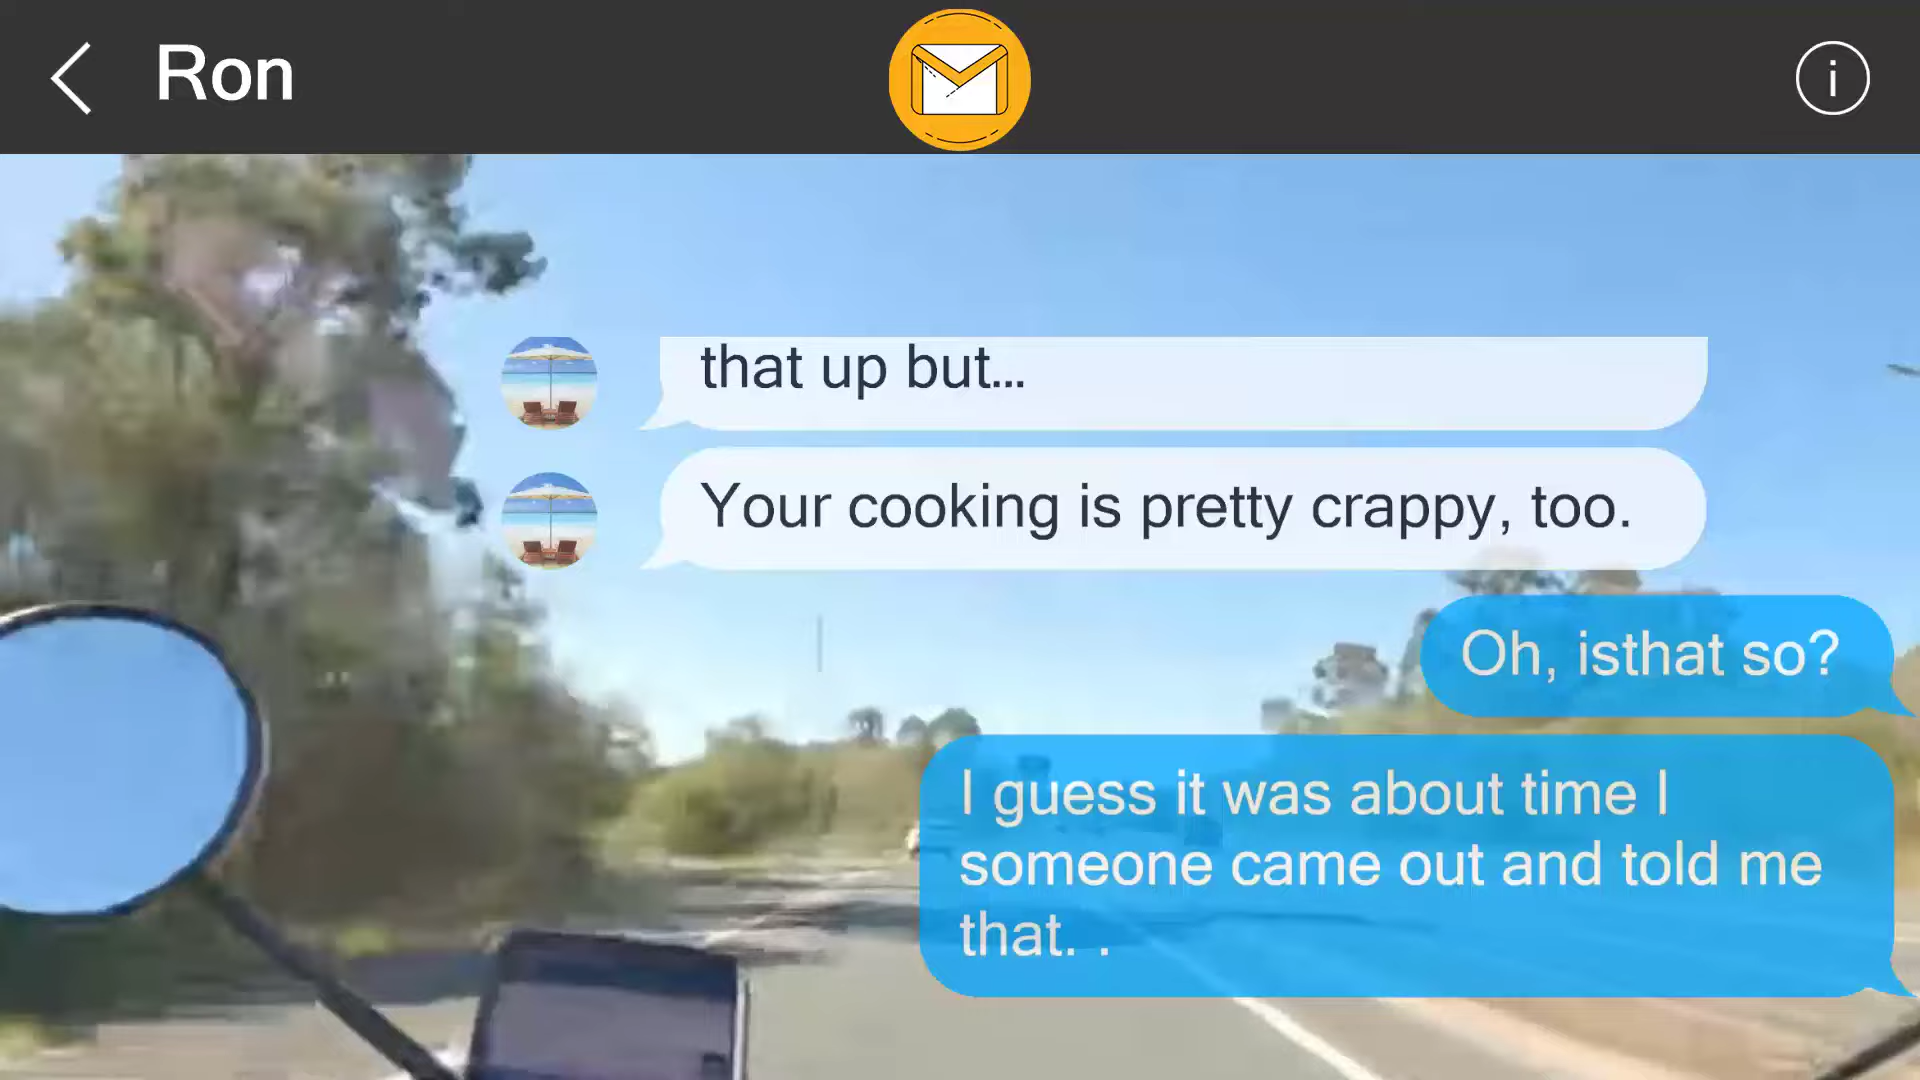 Ron
i
that up but...
Your cooking is pretty crappy, too.
Oh, isthat so?
I guess it was about time I
someone came out and told me
that. .